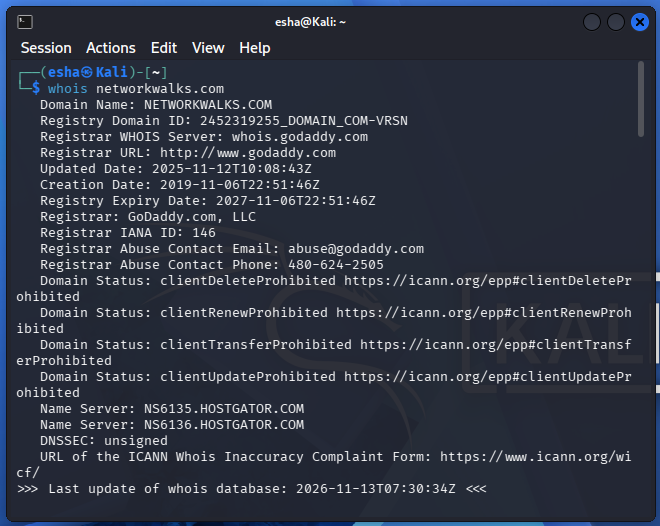 esha@Kali: ~
Session Actions Edit View Help
┌──(esha㉿Kali)-[~]
└─$ whois networkwalks.com
Domain Name: NETWORKWALKS.COM
Registry Domain ID: 2452319255_DOMAIN_COM-VRSN
Registrar WHOIS Server: whois.godaddy.com
Registrar URL: http://www.godaddy.com
Updated Date: 2025-11-12T10:08:43Z
Creation Date: 2019-11-06T22:51:46Z
Registry Expiry Date: 2027-11-06T22:51:46Z
Registrar: GoDaddy.com, LLC
Registrar IANA ID: 146
Registrar Abuse Contact Email: abuse@godaddy.com
Registrar Abuse Contact Phone: 480-624-2505
Domain Status: clientDeleteProhibited https://icann.org/epp#clientDeletePr
ohibited
Domain Status: clientRenewProhibited https://icann.org/epp#clientRenewProh
ibited
Domain Status: clientTransferProhibited https://icann.org/epp#clientTransf
erProhibited
Domain Status: clientUpdateProhibited https://icann.org/epp#clientUpdatePr
ohibited
Name Server: NS6135.HOSTGATOR.COM
Name Server: NS6136.HOSTGATOR.COM
DNSSEC: unsigned
URL of the ICANN Whois Inaccuracy Complaint Form: https://www.icann.org/wi
cf/
>>> Last update of whois database: 2026-11-13T07:30:34Z <<<
KALI